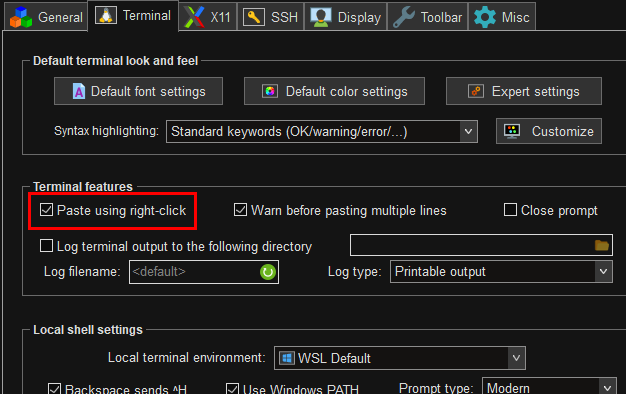 General Terminal X11 SSH Display Toolbar Misc
Default terminal look and feel
Default font settings Default color settings Expert settings
Syntax highlighting: Standard keywords (OK/warning/error/...) Customize
Terminal features
Paste using right-click Warn before pasting multiple lines Close prompt
Log terminal output to the following directory
Log filename: <default> Log type: Printable output
Local shell settings
Local terminal environment: WSL Default
Backspace sends ^H Use Windows PATH Prompt type: Modern